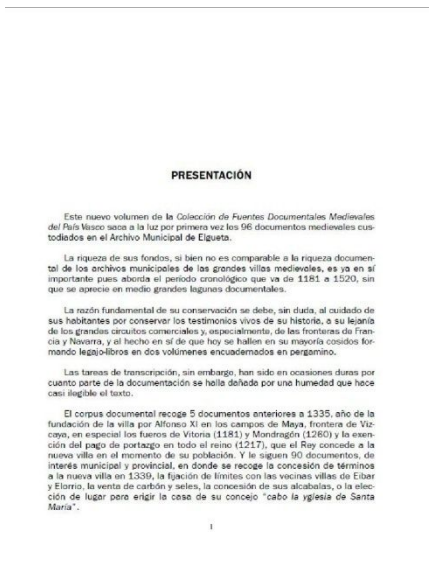 PRESENTACIÓN
Este nuevo volumen de la Colección de Fuentes Documentales Medievales
del País Vasco saca a la luz por primera vez los 96 documentos medievales cus-
todiados en el Archivo Municipal de Elgueta.
La riqueza de sus fondos, si bien no es comparable a la riqueza documen-
tal de los archivos municipales de las grandes villas medievales, es ya en sí
importante pues aborda el período cronológico que va de 1181 a 1520, sin
que se aprecie en medio grandes lagunas documentales.
La razón fundamental de su conservación se debe, sin duda, al cuidado de
sus habitantes por conservar los testimonios vivos de su historia, a su lejanía
de los grandes circuitos comerciales y, especialmente, de las fronteras de Fran-
cia y Navarra, y al hecho en sí de que hoy se hallen en su mayoría cosidos for-
mando legajo-libros en dos volúmenes encuadernados en pergamino.
Las tareas de transcripción, sin embargo, han sido en ocasiones duras por
cuanto parte de la documentación se halla dañada por una humedad que hace
casi ilegible el texto.
El corpus documental recoge 5 documentos anteriores a 1335, año de la
fundación de la villa por Alfonso XI en los campos de Maya, frontera de Viz-
caya, en especial los fueros de Vitoria (1181) y Mondragón (1260) y la exen-
ción del pago de portazgo en todo el reino (1217), que el Rey concede a la
nueva villa en el momento de su población. Y le siguen 90 documentos, de
interés municipal y provincial, en donde se recoge la concesión de términos
a la nueva villa en 1339, la fijación de límites con las vecinas villas de Eibar
y Elorrio, la venta de carbón y seles, la concesión de sus alcabalas, o la elec-
ción de lugar para erigir la casa de su concejo "cabo la yglesia de Santa
María".